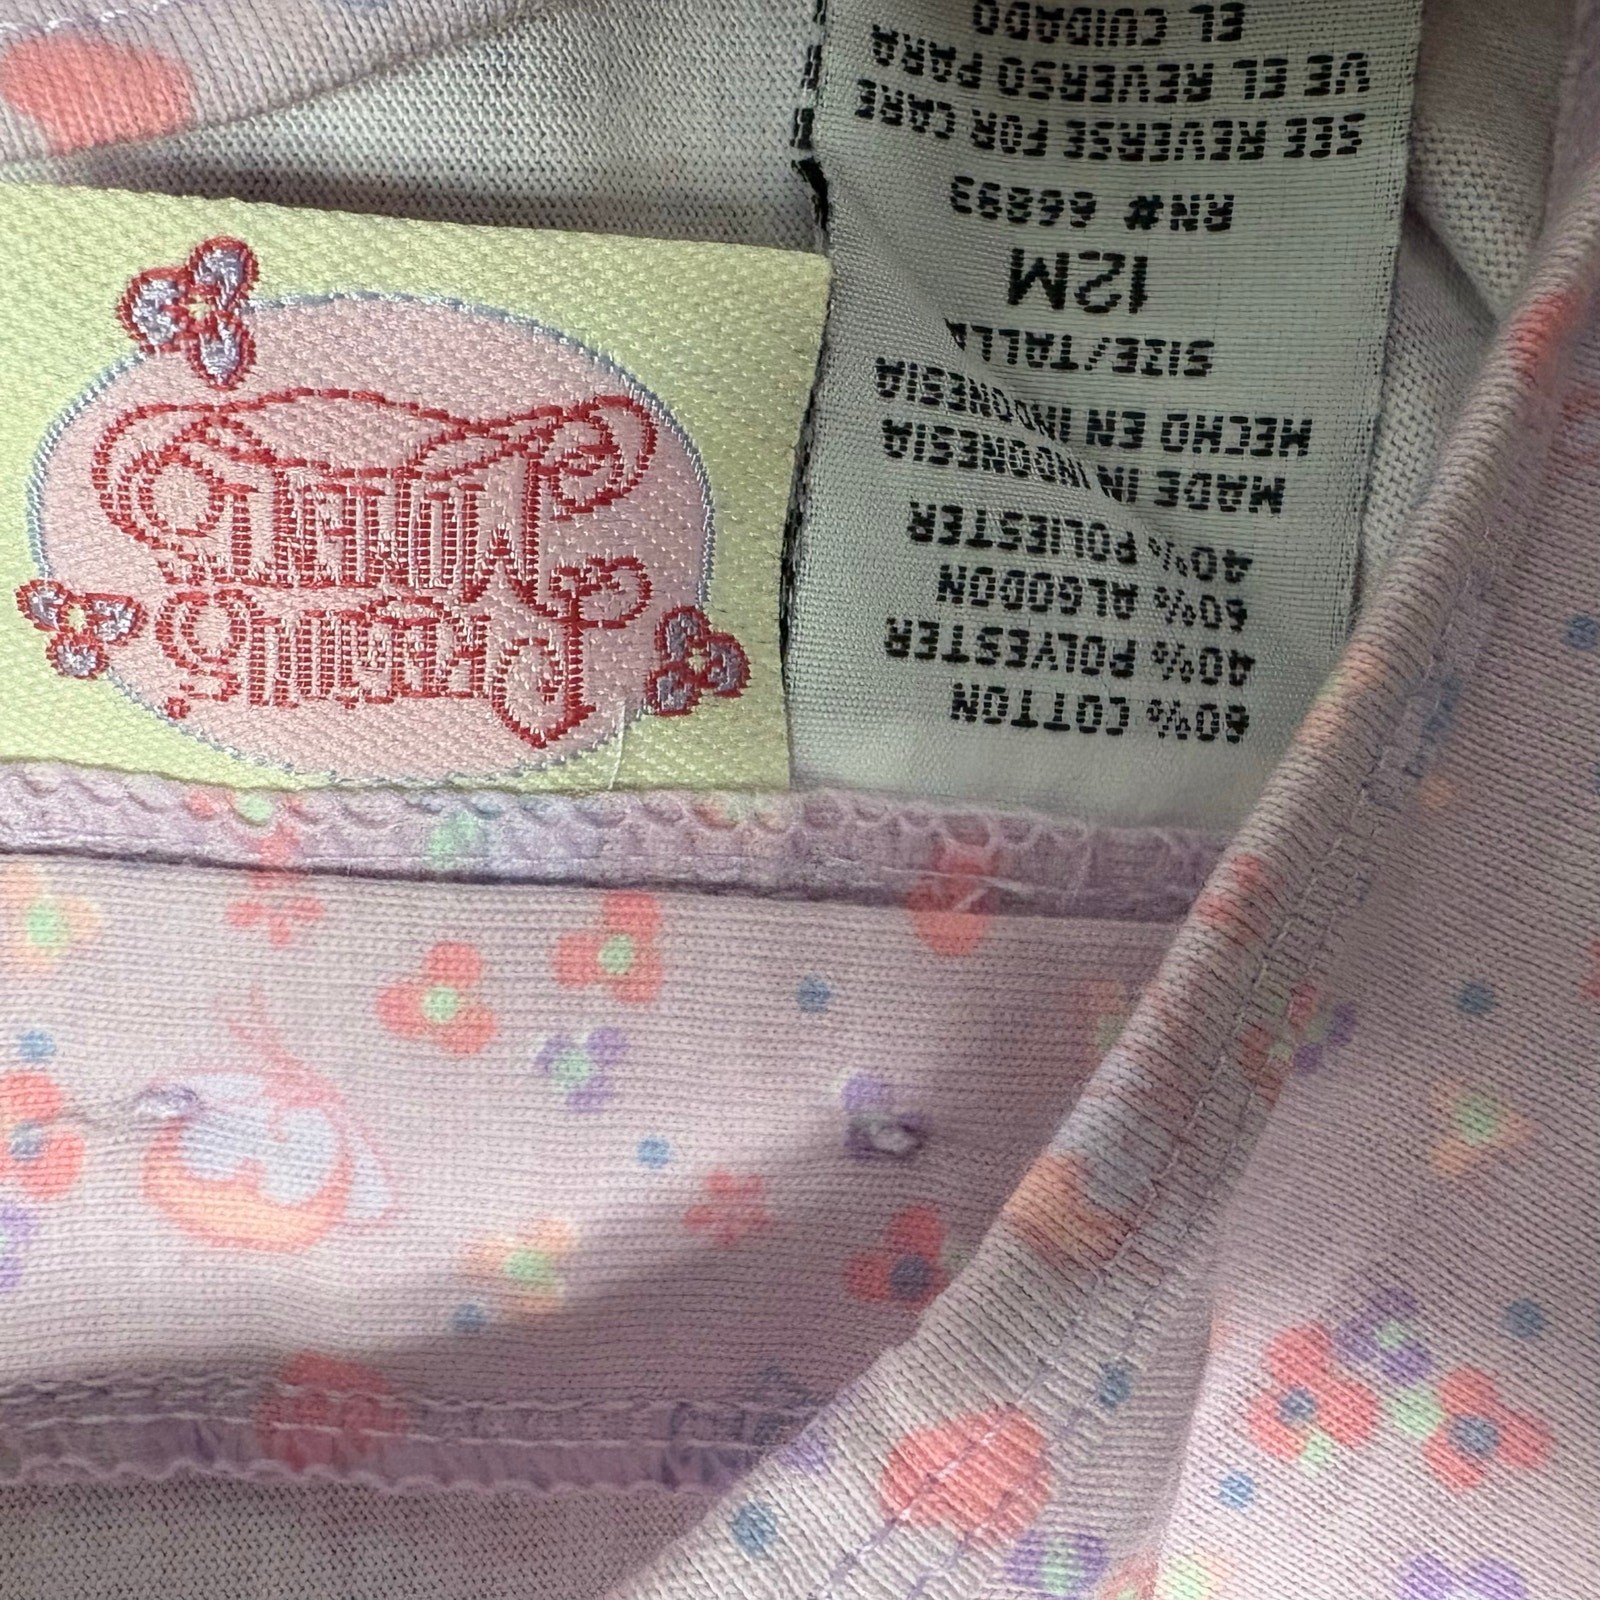 Precious
Moments
60% COTTON
40% POLYESTER
60% ALGODON
40% POLIESTER
MADE IN INDONESIA
HECHO EN INDONESIA
SIZE/TALLA
12M
RN# 66893
SEE REVERSE FOR CARE
VE EL REVERSO PARA
EL CUIDADO